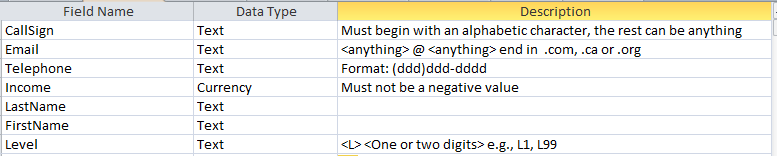 Field Name Data Type Description
CallSign Text Must begin with an alphabetic character, the rest can be anything
Email Text <anything> @ <anything> end in .com, .ca or .org
Telephone Text Format: (ddd)ddd-dddd
Income Currency Must not be a negative value
LastName Text
FirstName Text
Level Text <L> <One or two digits> e.g., L1, L99